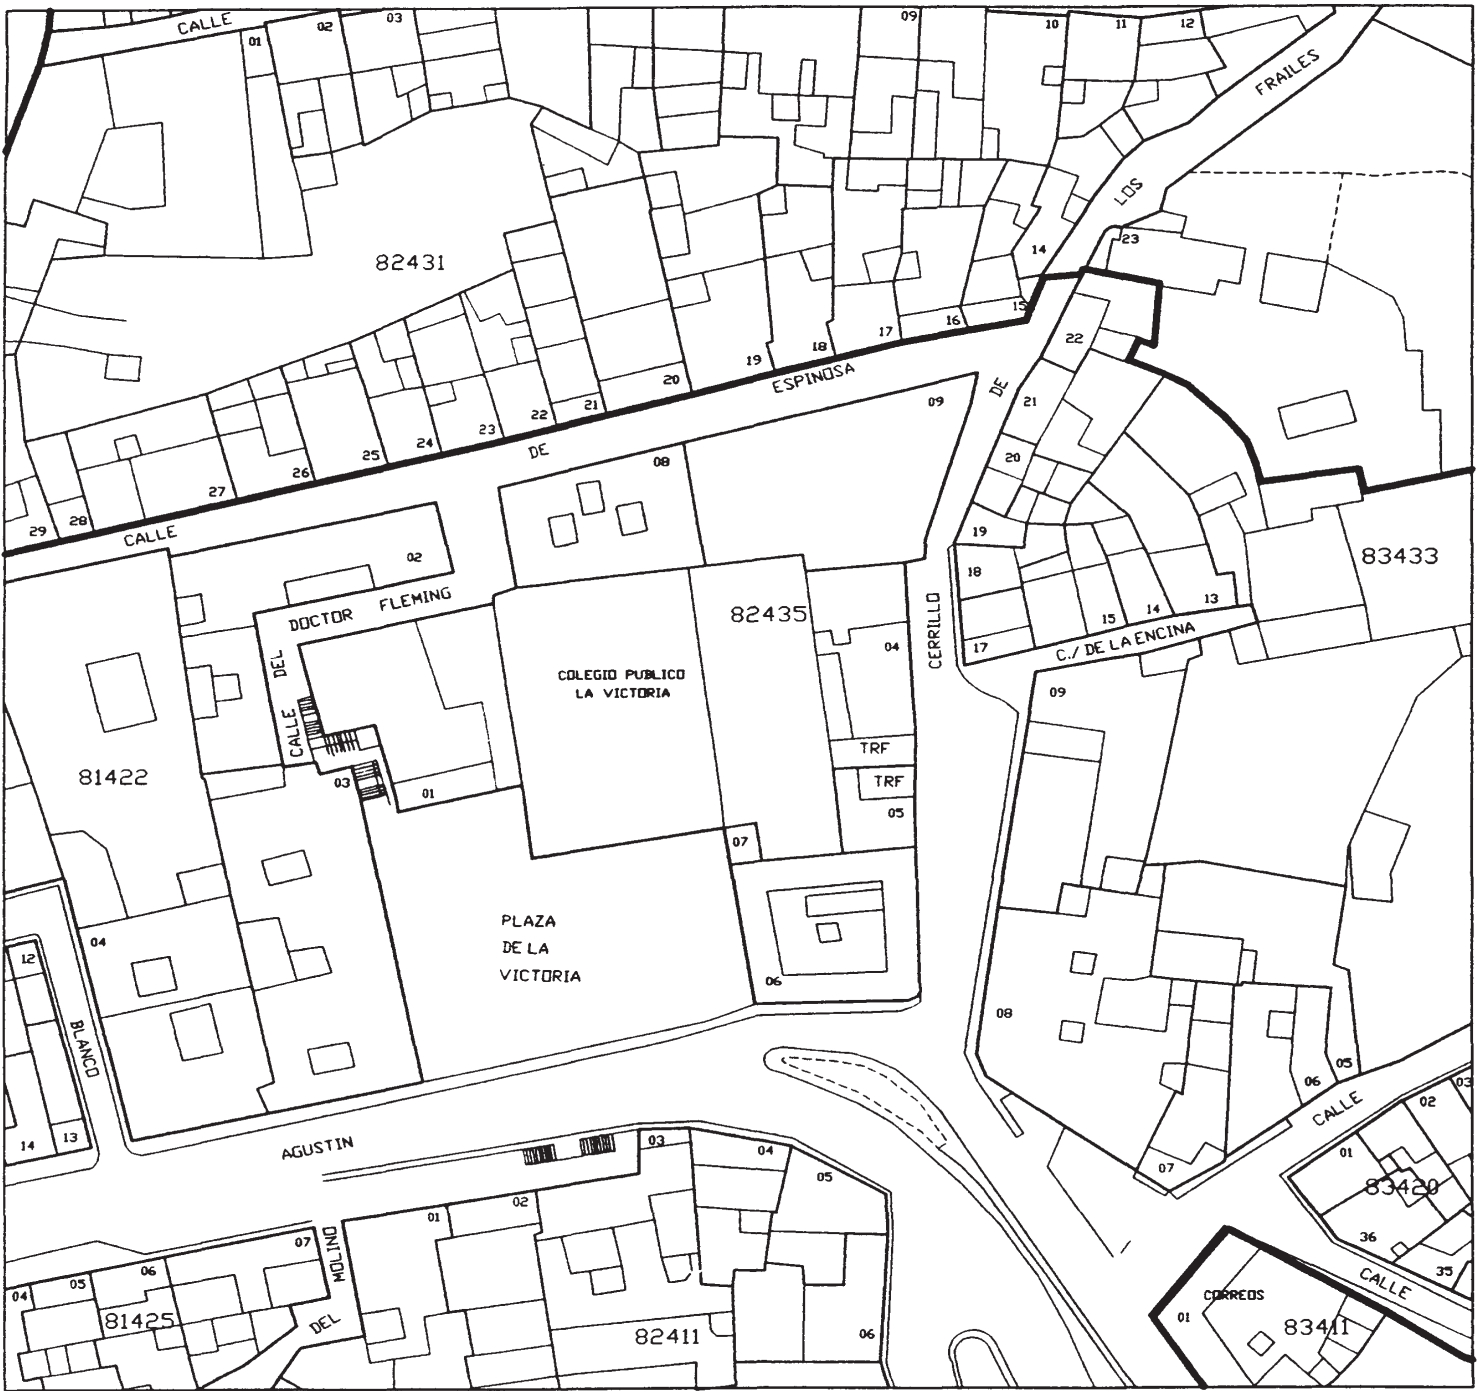 CALLE
01
02
03
09
10
11
12
FRAILES
LOS
14
23
82431
15
16
17
18
19
ESPINOSA
20
21
22
23
24
25
26
27
28
29
DE
CALLE
22
DE
21
20
19
18
17
09
08
02
DOCTOR FLEMING
DEL
CALLE
82435
04
CERRILLO
83433
13
14
15
C./ DE LA ENCINA
COLEGIO PUBLICO
LA VICTORIA
09
81422
03
01
TRF
TRF
05
07
PLAZA
DE LA
VICTORIA
06
04
12
BLANCO
08
14
13
AGUSTIN
05
06
CALLE
02
03
01
07
83420
36
35
CALLE
03
04
05
02
01
07
MOLINO
06
05
04
81425
DEL
82411
06
CORREOS
01
83411